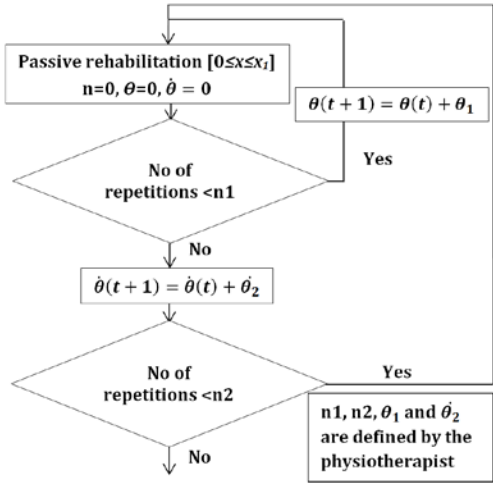 Passive rehabilitation [0≤x≤x₁]
n=0, θ=0, θ̇ = 0
θ(t + 1) = θ(t) + θ₁
Yes
No of
repetitions <n1
No
θ̇(t + 1) = θ̇(t) + θ̇₂
No of
repetitions <n2
Yes
n1, n2, θ₁ and θ̇₂
are defined by the
physiotherapist
No